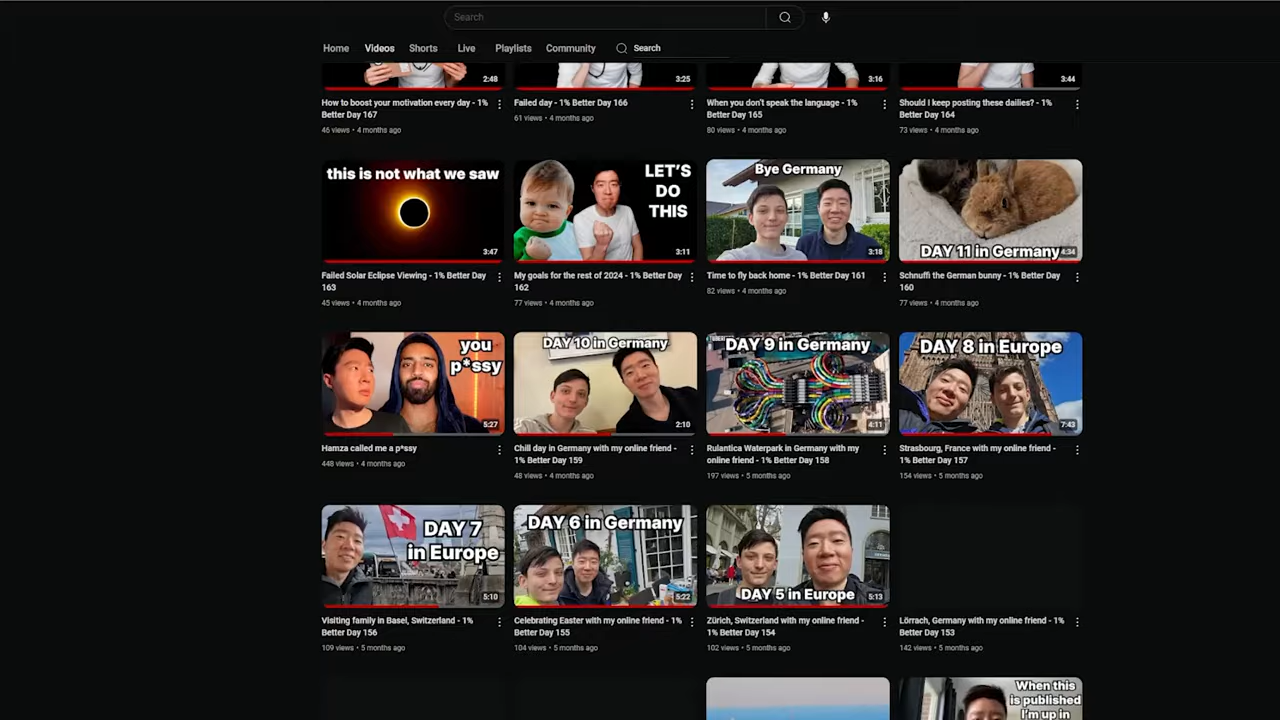 Search
Home Videos Shorts Live Playlists Community Search
2:48
3:25
3:16
3:44
How to boost your motivation every day - 1%
Better Day 167
46 views • 4 months ago
Failed day - 1% Better Day 166
61 views • 4 months ago
When you don't speak the language - 1%
Better Day 165
80 views • 4 months ago
Should I keep posting these dailies? - 1%
Better Day 164
73 views • 4 months ago
this is not what we saw
3:47
LET'S
DO
THIS
3:11
Bye Germany
3:18
DAY 11 in Germany
4:34
Failed Solar Eclipse Viewing - 1% Better Day
163
45 views • 4 months ago
My goals for the rest of 2024 - 1% Better Day
162
77 views • 4 months ago
Time to fly back home - 1% Better Day 161
82 views • 4 months ago
Schnuffi the German bunny - 1% Better Day
160
77 views • 4 months ago
you
p*ssy
5:27
DAY 10 in Germany
2:10
DAY 9 in Germany
4:11
DAY 8 in Europe
7:43
Hamza called me a p*ssy
448 views • 4 months ago
Chill day in Germany with my online friend -
1% Better Day 159
48 views • 4 months ago
Rulantica Waterpark in Germany with my
online friend - 1% Better Day 158
197 views • 5 months ago
Strasbourg, France with my online friend -
1% Better Day 157
154 views • 5 months ago
DAY 7
in Europe
5:10
DAY 6 in Germany
5:22
DAY 5 in Europe
5:13
Visiting family in Basel, Switzerland - 1%
Better Day 156
109 views • 5 months ago
Celebrating Easter with my online friend - 1%
Better Day 155
104 views • 5 months ago
Zürich, Switzerland with my online friend -
1% Better Day 154
102 views • 5 months ago
Lörrach, Germany with my online friend - 1%
Better Day 153
142 views • 5 months ago
When this
is published
I'm up in